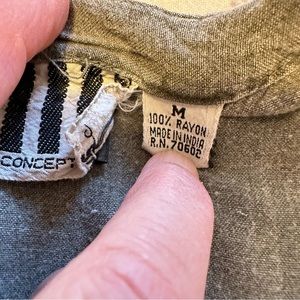 CONCEPT
M
100% RAYON
MADE IN INDIA
R.N. 70602